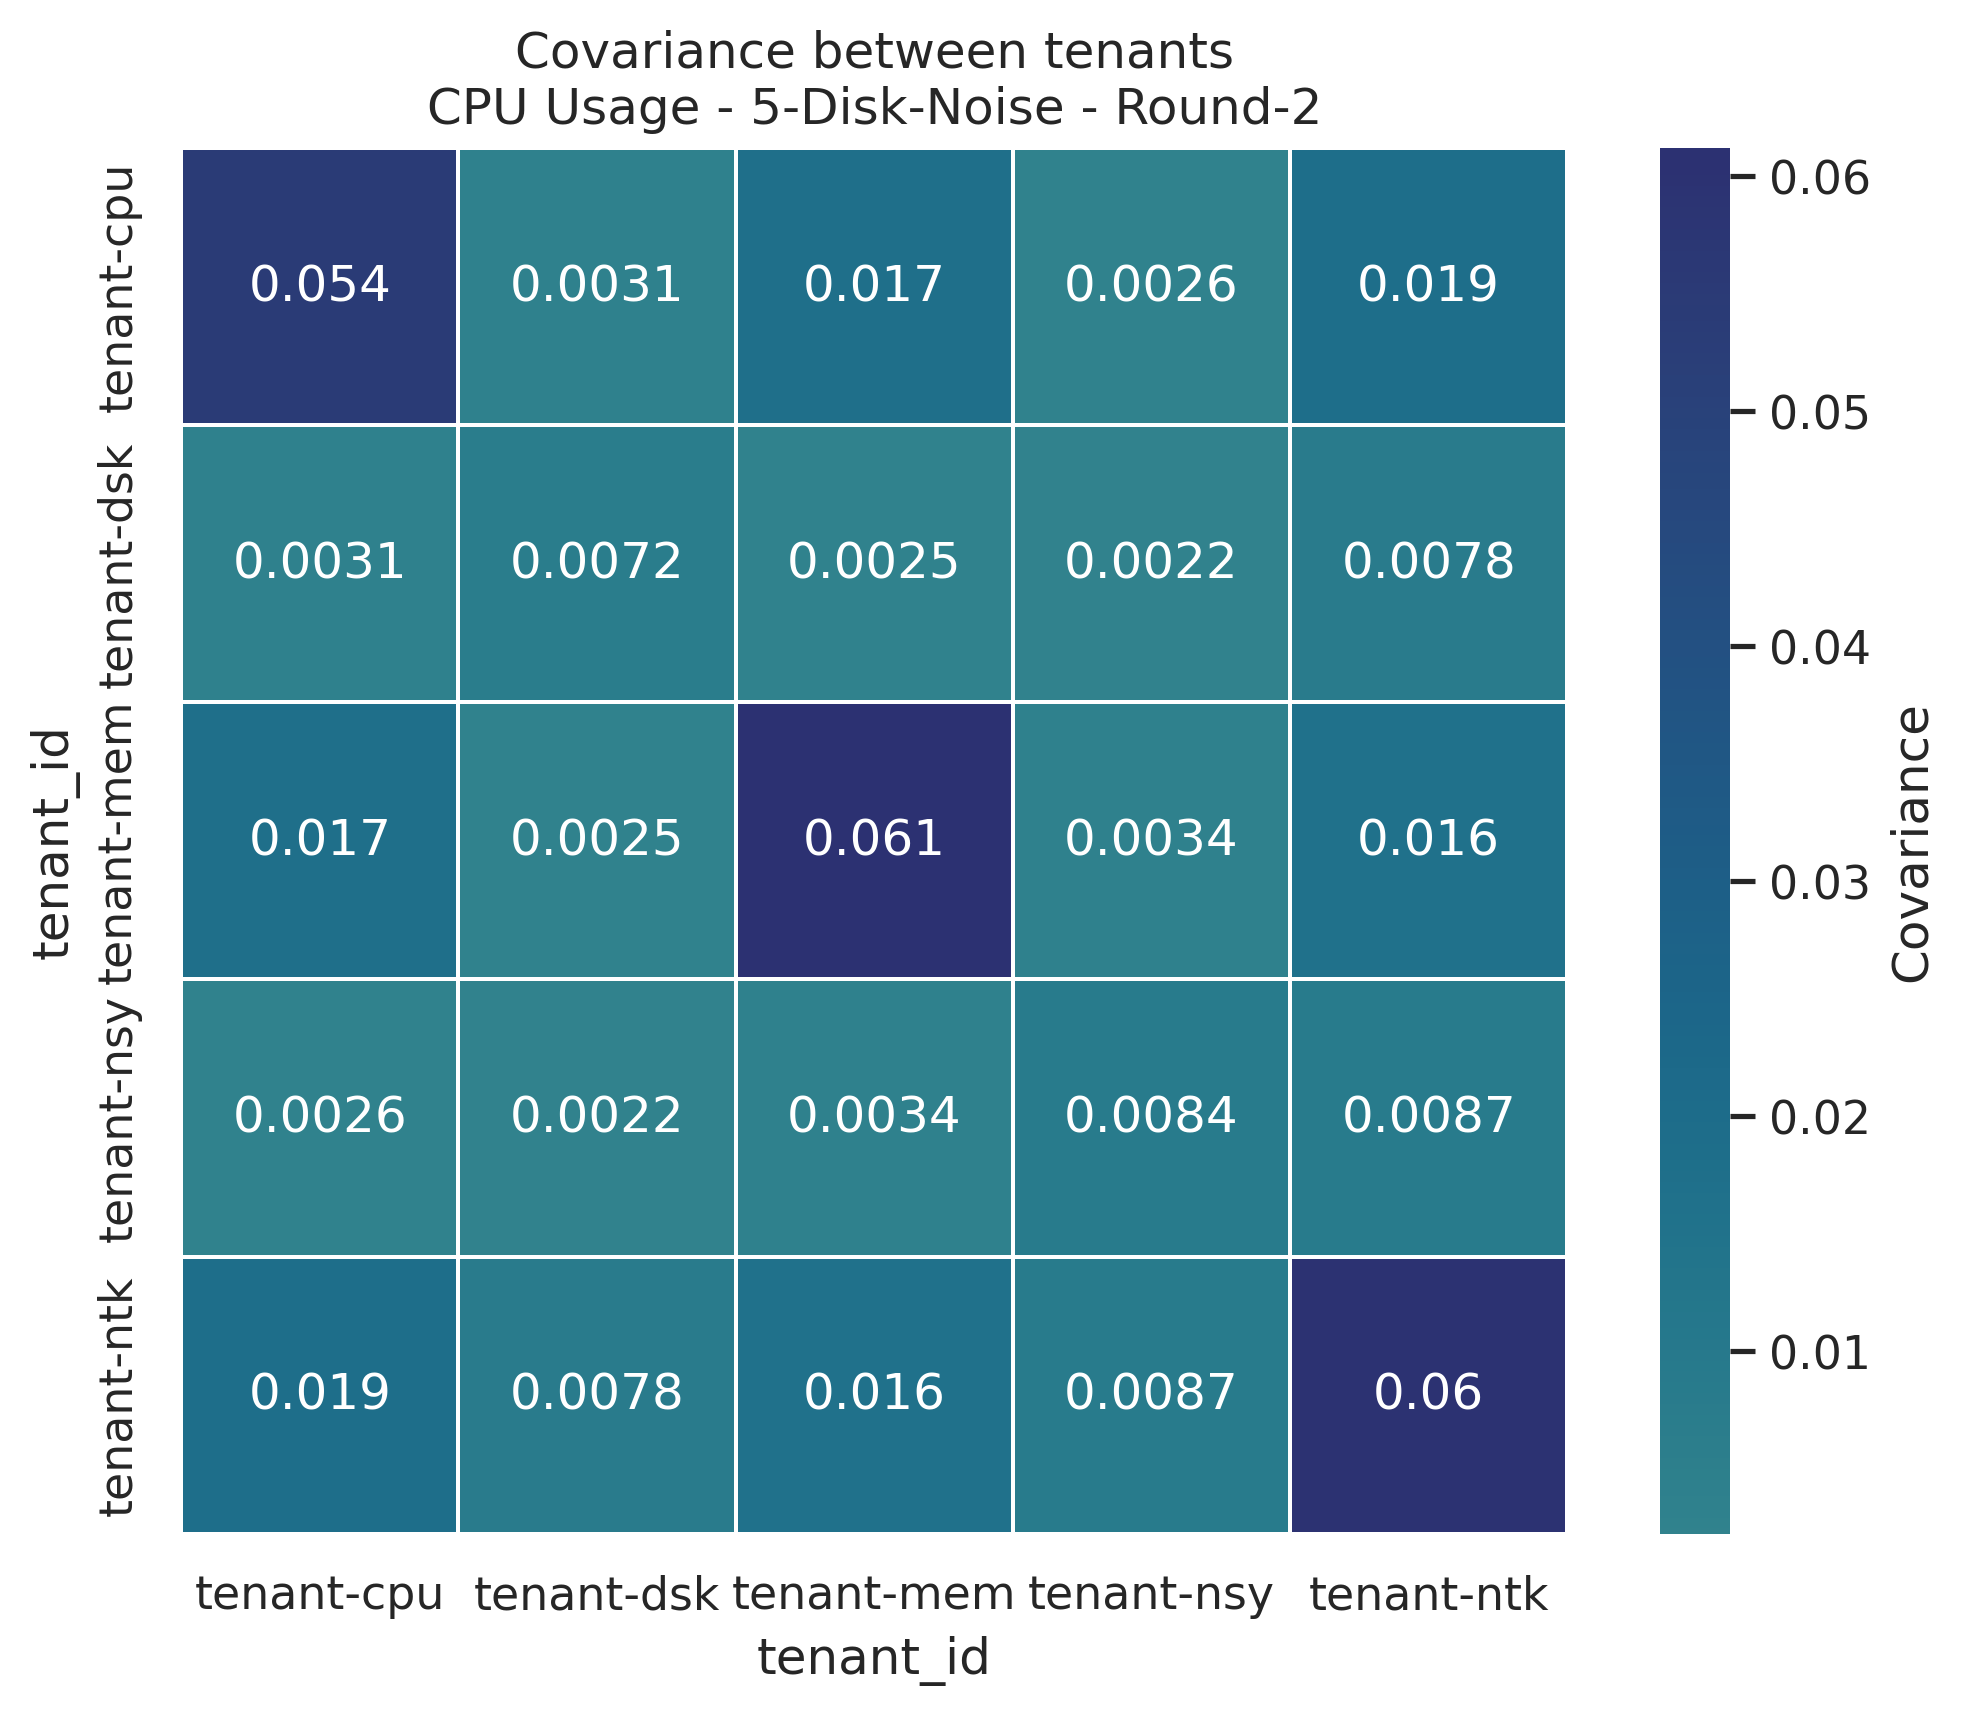 Covariance between tenants
CPU Usage - 5-Disk-Noise - Round-2
tenant_id
tenant-cpu
0.054 0.0031 0.017 0.0026 0.019
tenant-dsk
0.0031 0.0072 0.0025 0.0022 0.0078
tenant-mem
0.017 0.0025 0.061 0.0034 0.016
tenant-nsy
0.0026 0.0022 0.0034 0.0084 0.0087
tenant-ntk
0.019 0.0078 0.016 0.0087 0.06
tenant-cpu tenant-dsk tenant-mem tenant-nsy tenant-ntk
tenant_id
0.06
0.05
0.04
0.03
0.02
0.01
Covariance